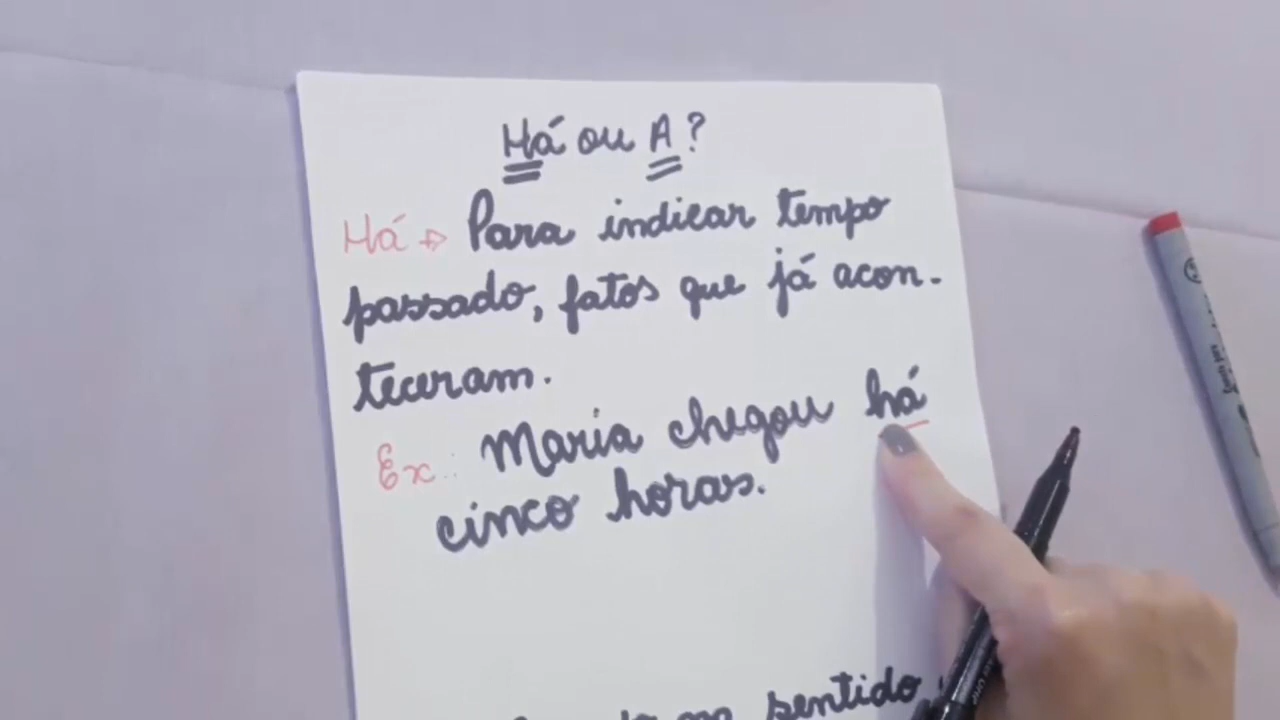 Há ou A?
Há → Para indicar tempo
passado, fatos que já acon-
teceram.
Ex.: Maria chegou há
cinco horas.
sentido